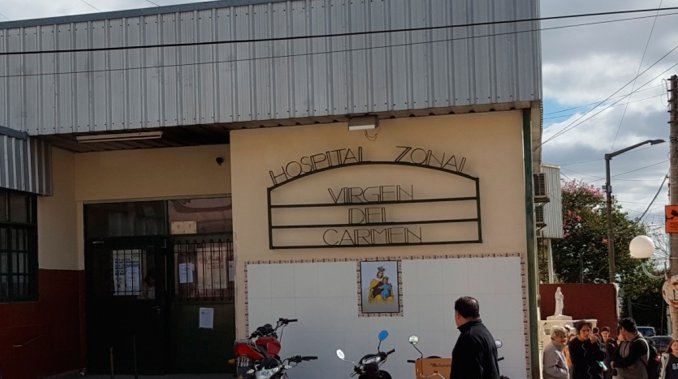 HOSPITAL ZONAL
VIRGEN
DEL
CARMEN